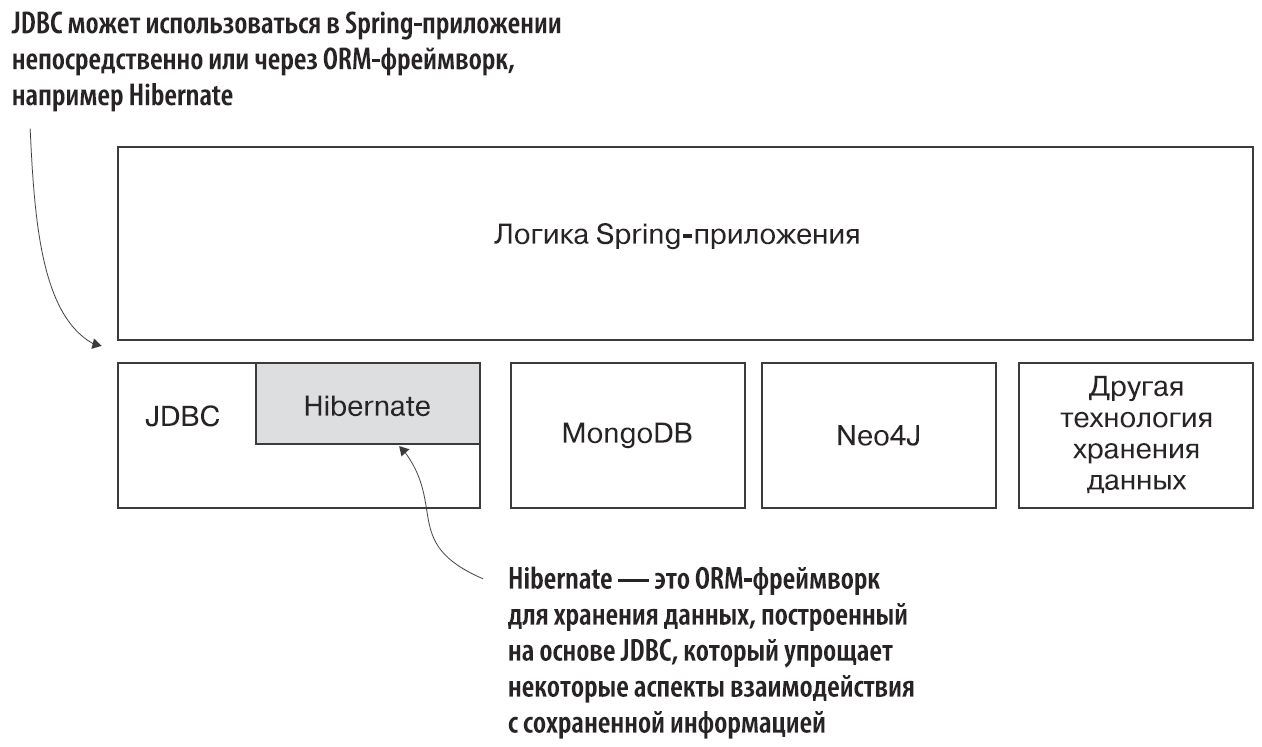 JDBC может использоваться в Spring-приложении
непосредственно или через ORM-фреймворк,
например Hibernate
Логика Spring-приложения
JDBC
Hibernate
MongoDB
Neo4J
Другая
технология
хранения
данных
Hibernate — это ORM-фреймворк
для хранения данных, построенный
на основе JDBC, который упрощает
некоторые аспекты взаимодействия
с сохраненной информацией